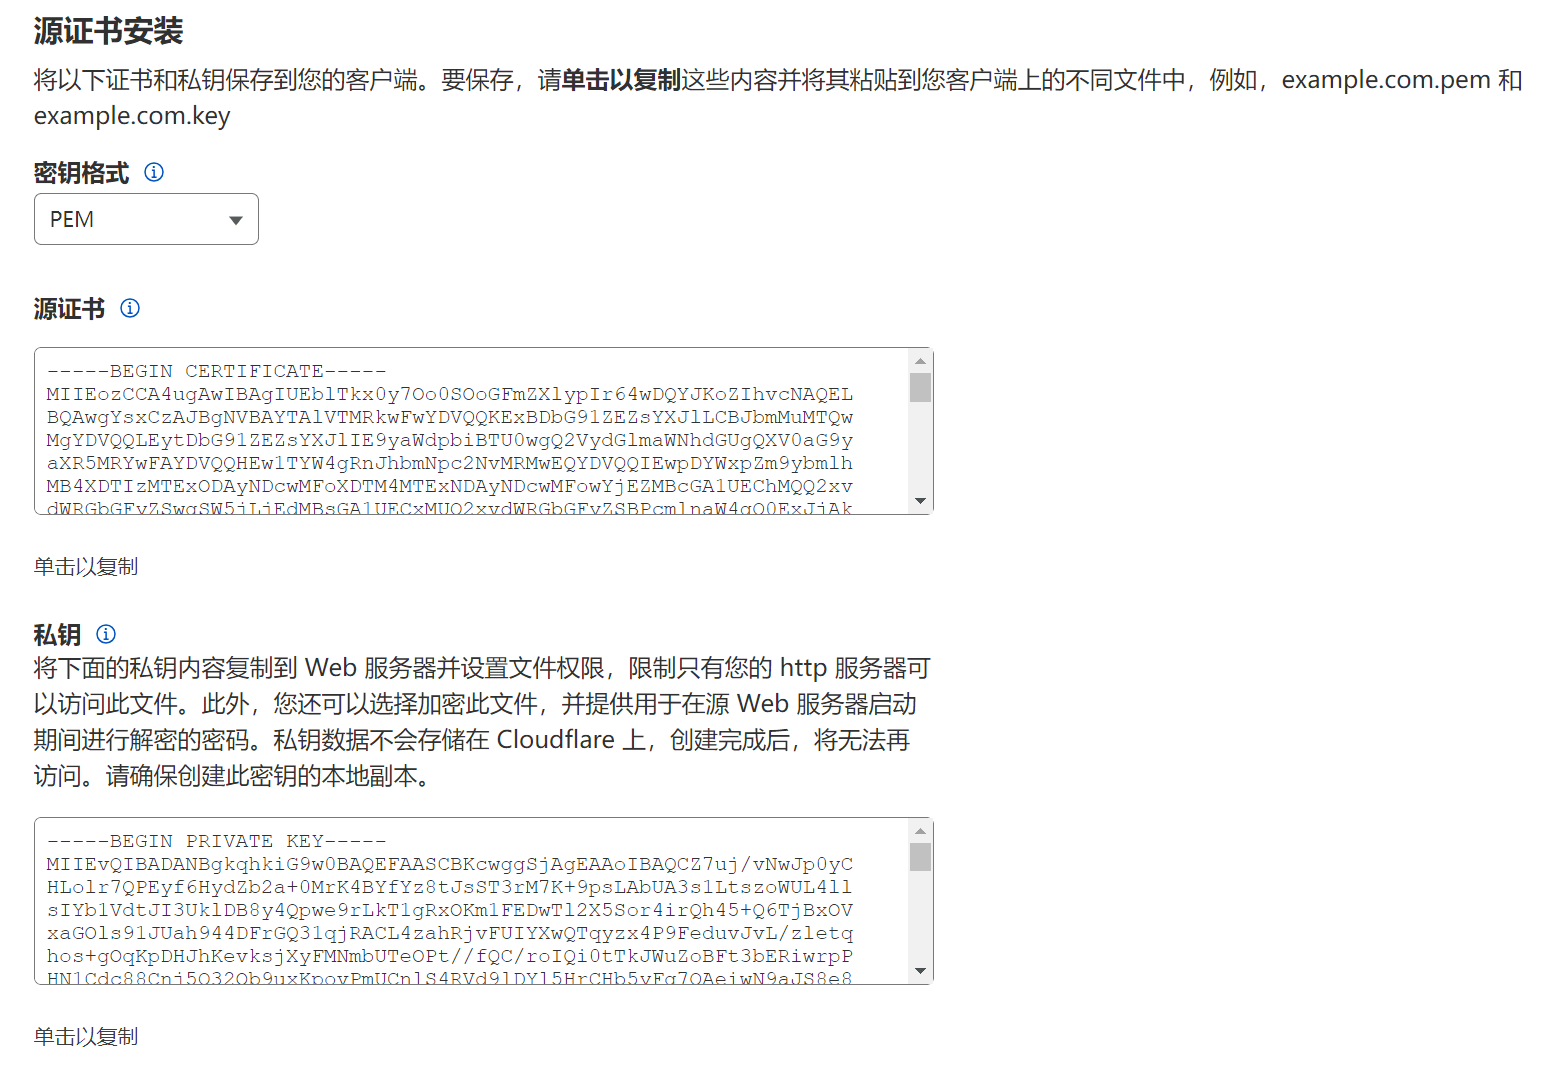 源证书安装
将以下证书和私钥保存到您的客户端。要保存，请单击以复制这些内容并将其粘贴到您客户端上的不同文件中，例如，example.com.pem 和
example.com.key
密钥格式
PEM
源证书
-----BEGIN CERTIFICATE-----
MIIEozCCA4ugAwIBAgIUEblTkx0y7Oo0SOoGFmZXlypIr64wDQYJKoZIhvcNAQEL
BQAwgYsxCzAJBgNVBAYTAlVTMRkwFwYDVQQKExBDbG91ZEZsYXJlLCBJbmMuMTQw
MgYDVQQLEytDbG91ZEZsYXJlIE9yaWdpbiBTU0wgQ2VydGlmaWNhdGUgQXV0aG9y
aXR5MRYwFAYDVQQHEw1TYW4gRnJhbmNpc2NvMRMwEQYDVQQIEwpDYWxpZm9ybmlh
MB4XDTIzMTExODAyNDcwMFoXDTM4MTExNDAyNDcwMFowYjEZMBcGA1UEChMQQ2xv
dWRGbGFyZSwgSW5jLjEdMBsGA1UECxMUQ2xvdWRGbGFyZSBPcmlnaW4gQ0ExJjAk
单击以复制
私钥
将下面的私钥内容复制到 Web 服务器并设置文件权限，限制只有您的 http 服务器可
以访问此文件。此外，您还可以选择加密此文件，并提供用于在源 Web 服务器启动
期间进行解密的密码。私钥数据不会存储在 Cloudflare 上，创建完成后，将无法再
访问。请确保创建此密钥的本地副本。
-----BEGIN PRIVATE KEY-----
MIIEvQIBADANBgkqhkiG9w0BAQEFAASCBKcwggSjAgEAAoIBAQCZ7uj/vNwJp0yC
HLolr7QPEyf6HydZb2a+0MrK4BYfYz8tJsST3rM7K+9psLAbUA3s1LtszoWUL4ll
sIYb1VdtJI3UklDB8y4Qpwe9rLkT1gRxOKm1FEDwTl2X5Sor4irQh45+Q6TjBxOV
xaGOls91JUah944DFrGQ31qjRACL4zahRjvFUIYXwQTqyzx4P9FeduvJvL/zletq
hos+gOqKpDHJhKevksjXyFMNmbUTeOPt//fQC/roIQi0tTkJWuZoBFt3bERiwrpP
单击以复制